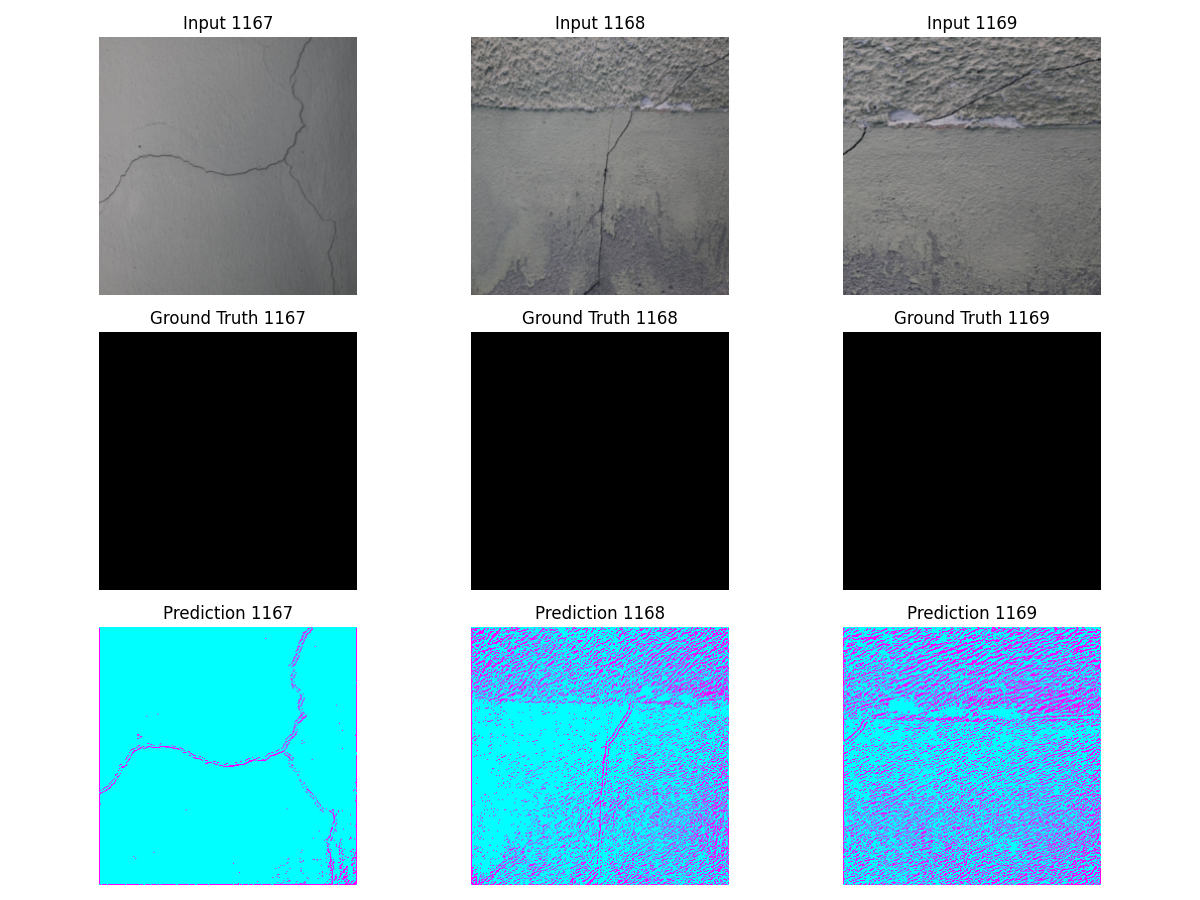 Input 1167
Input 1168
Input 1169
Ground Truth 1167
Ground Truth 1168
Ground Truth 1169
Prediction 1167
Prediction 1168
Prediction 1169